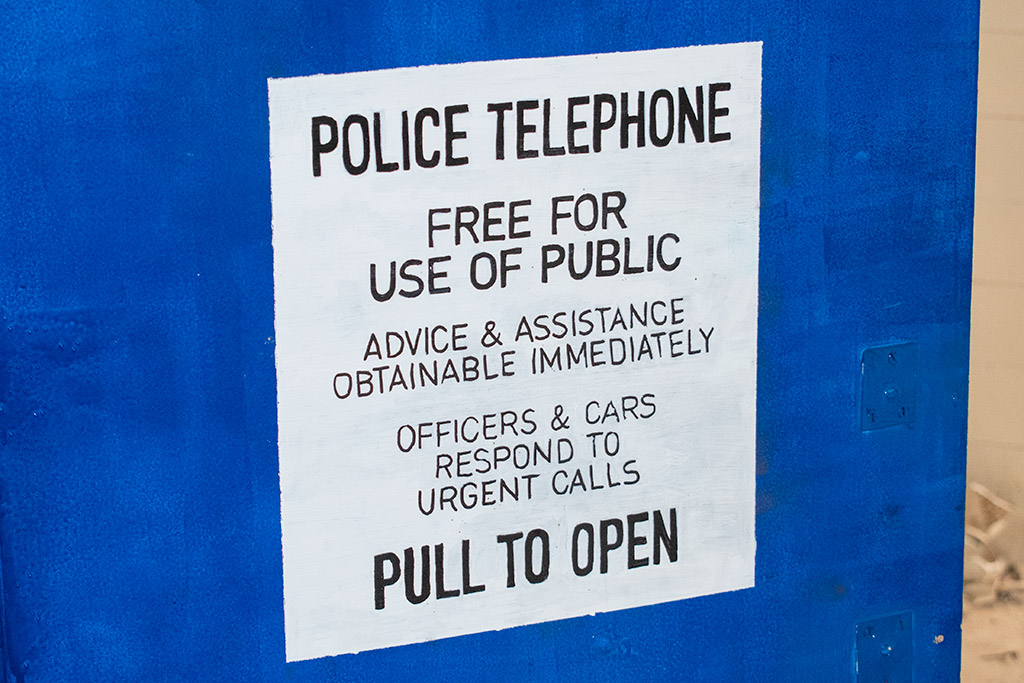 POLICE TELEPHONE
FREE FOR
USE OF PUBLIC
ADVICE & ASSISTANCE
OBTAINABLE IMMEDIATELY
OFFICERS & CARS
RESPOND TO
URGENT CALLS
PULL TO OPEN